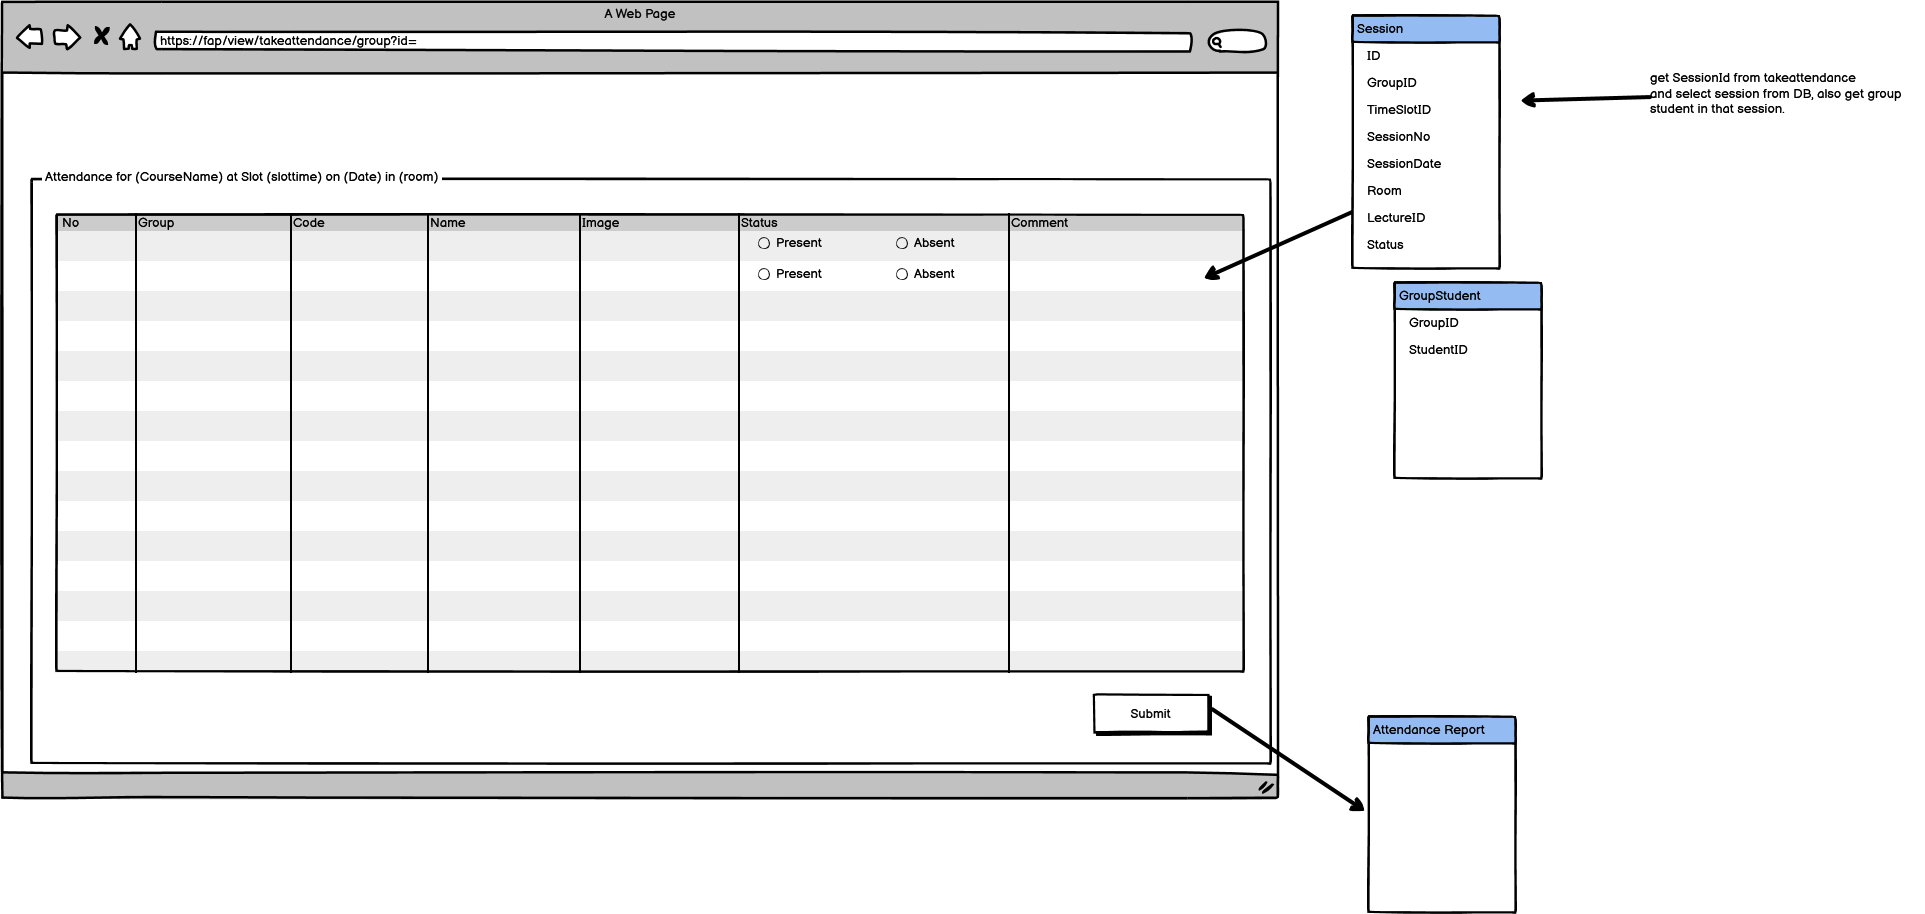 A Web Page
https://fap/view/takeattendance/group?id=
Attendance for (CourseName) at Slot (slottime) on (Date) in (room)
No Group Code Name Image Status Comment
Present Absent
Present Absent
Submit
Session
ID
GroupID
TimeSlotID
SessionNo
SessionDate
Room
LectureID
Status
get SessionId from takeattendance
and select session from DB, also get group
student in that session.
GroupStudent
GroupID
StudentID
Attendance Report